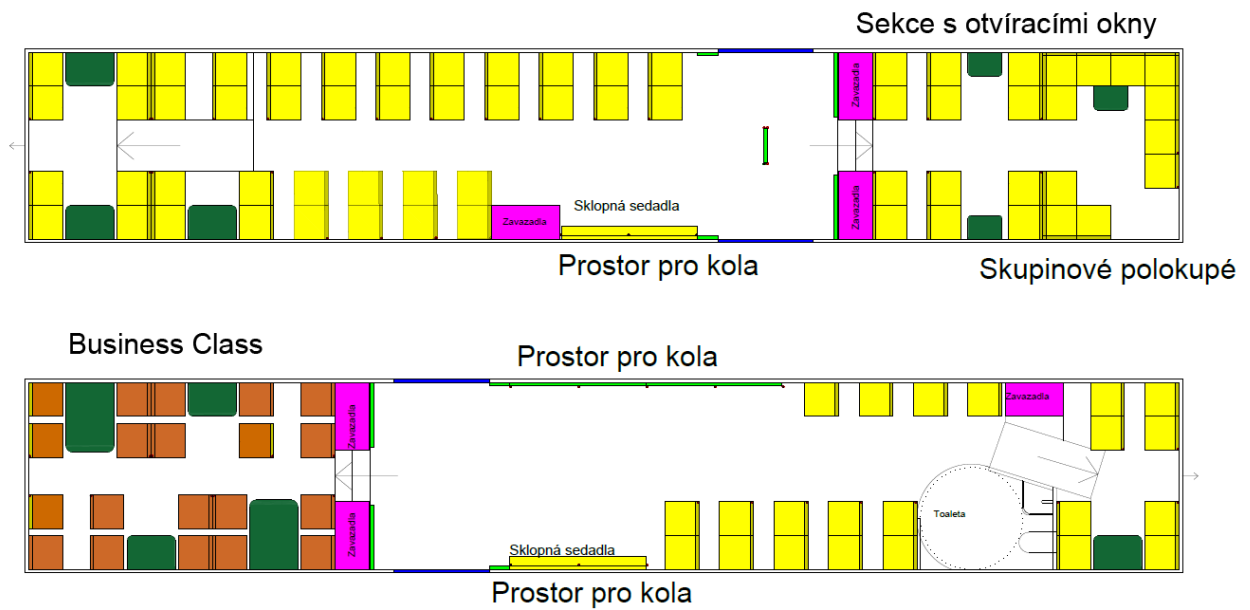 Sekce s otvíracími okny
Zavazadla
Zavazadla
Zavazadla
Sklopná sedadla
Prostor pro kola
Skupinové polokupé
Business Class
Prostor pro kola
Zavazadla
Zavazadla
Zavazadla
Toaleta
Sklopná sedadla
Prostor pro kola